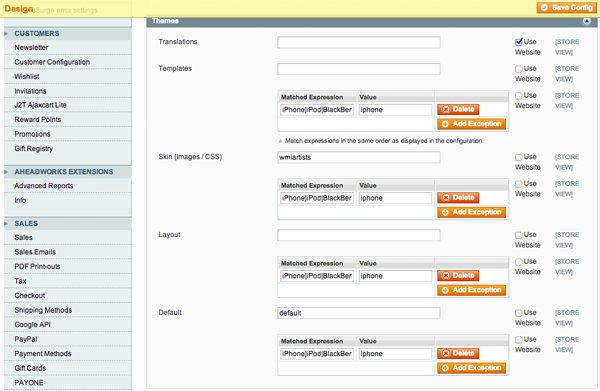 Design
Surge error settings
Save Config
CUSTOMERS
Newsletter
Customer Configuration
Wishlist
Invitations
J2T Ajaxcart Lite
Reward Points
Promotions
Gift Registry
AHEADWORKS EXTENSIONS
Advanced Reports
Info
SALES
Sales
Sales Emails
PDF Print-outs
Tax
Checkout
Shipping Methods
Google API
PayPal
Payment Methods
Gift Cards
PAYONE
Themes
Translations
Use Website
[STORE VIEW]
Templates
Use Website
[STORE VIEW]
Matched Expression Value
iPhone|iPod|BlackBer iphone Delete
Add Exception
Use Website
[STORE VIEW]
Match expressions in the same order as displayed in the configuration.
Skin (Images / CSS) wmiartists
Use Website
[STORE VIEW]
Matched Expression Value
iPhone|iPod|BlackBer iphone Delete
Add Exception
Use Website
[STORE VIEW]
Layout
Use Website
[STORE VIEW]
Matched Expression Value
iPhone|iPod|BlackBer iphone Delete
Add Exception
Use Website
[STORE VIEW]
Default default
Use Website
[STORE VIEW]
Matched Expression Value
iPhone|iPod|BlackBer iphone Delete
Add Exception
Use Website
[STORE VIEW]